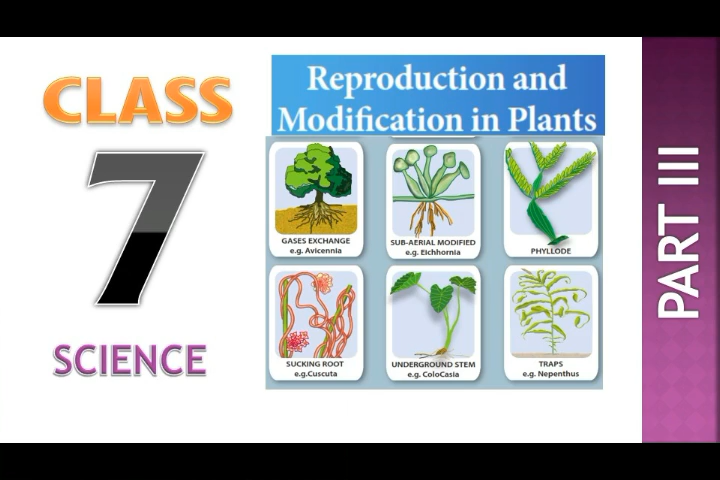 CLASS
7
SCIENCE
Reproduction and
Modification in Plants
GASES EXCHANGE
e.g. Avicennia
SUB-AERIAL MODIFIED
e.g. Eichhornia
PHYLLODE
SUCKING ROOT
e.g.Cuscuta
UNDERGROUND STEM
e.g. ColoCasia
TRAPS
e.g. Nepenthus
PART III